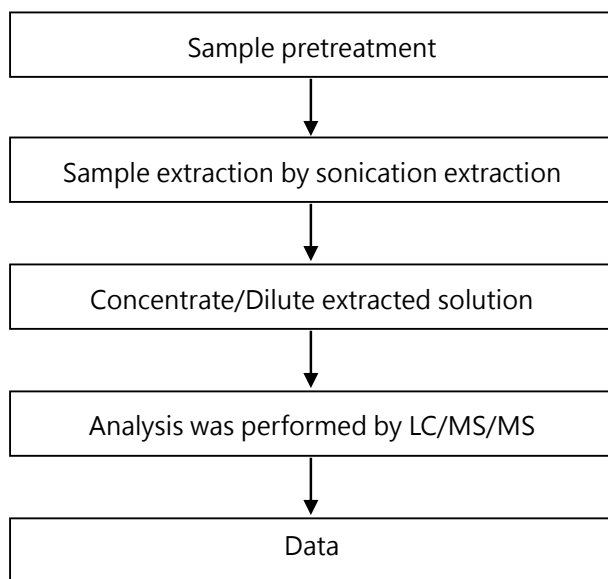 Sample pretreatment
Sample extraction by sonication extraction
Concentrate/Dilute extracted solution
Analysis was performed by LC/MS/MS
Data